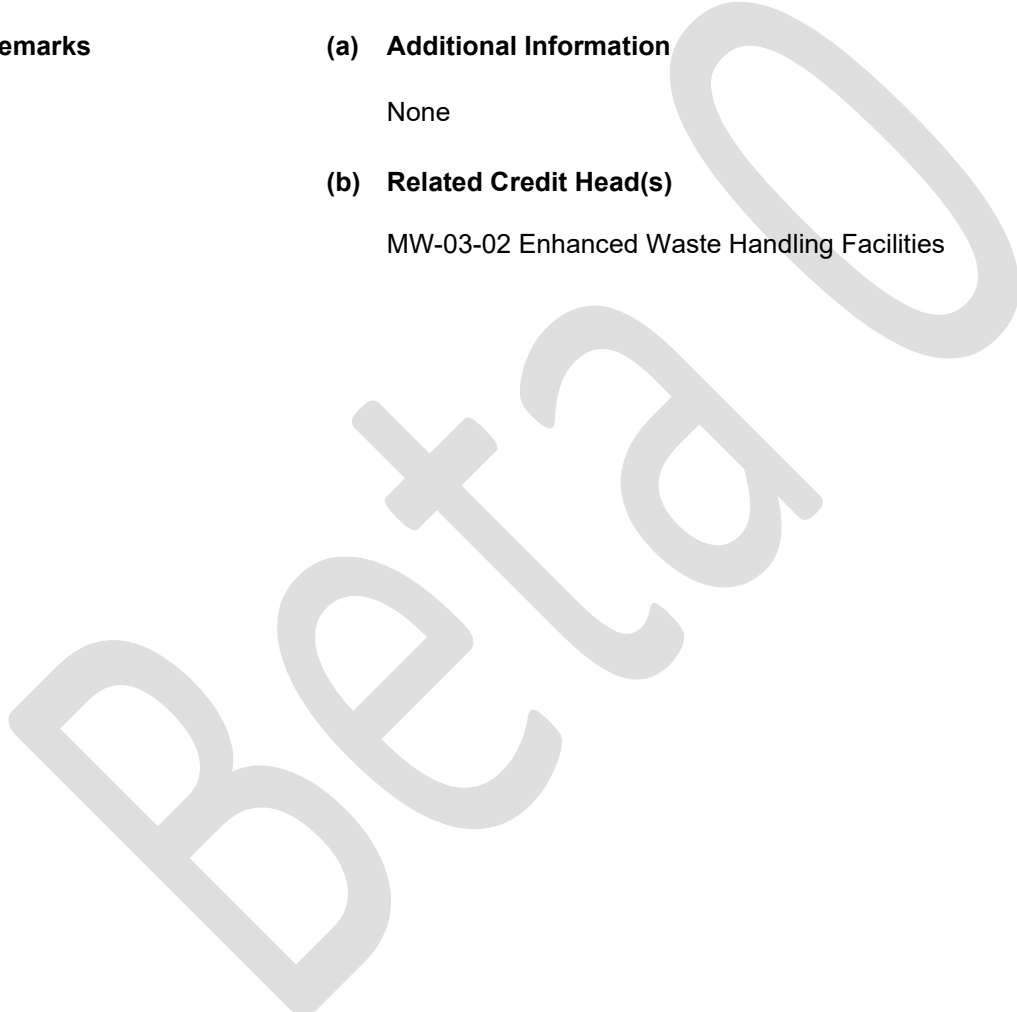 emarks (a) Additional Information
None
(b) Related Credit Head(s)
MW-03-02 Enhanced Waste Handling Facilities
Beta 0